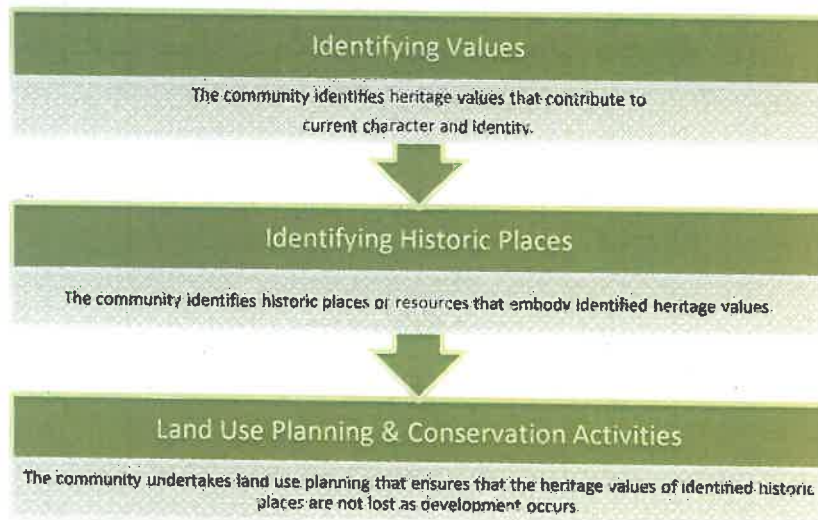 Identifying Values
The community identifies heritage values that contribute to
current character and identity.
Identifying Historic Places
The community identifies historic places or resources that embody identified heritage values.
Land Use Planning & Conservation Activities
The community undertakes land use planning that ensures that the heritage values of identified historic
places are not lost as development occurs.